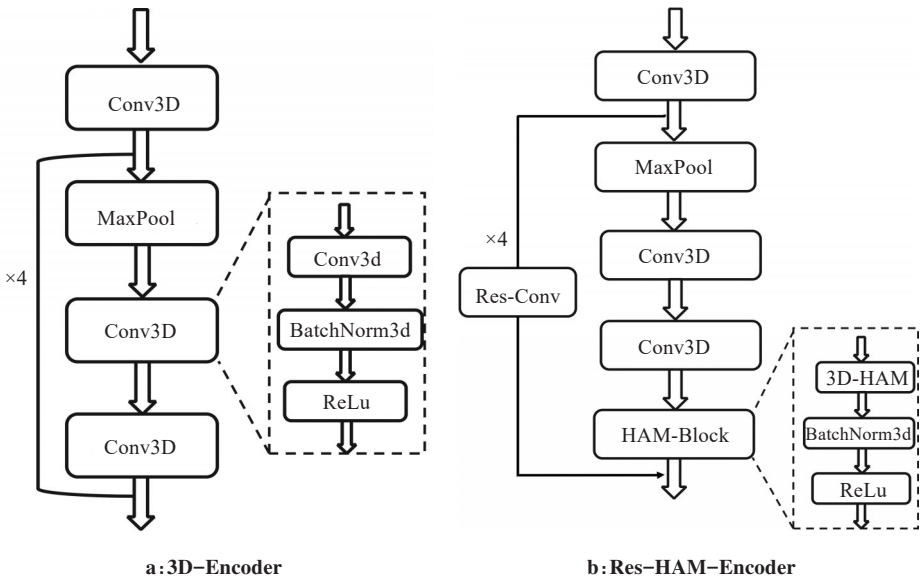 Conv3D
MaxPool
×4
Conv3D
Conv3D
Conv3d
BatchNorm3d
ReLu
a:3D-Encoder
Conv3D
MaxPool
×4
Conv3D
Res-Conv
Conv3D
HAM-Block
3D-HAM
BatchNorm3d
ReLu
b:Res-HAM-Encoder